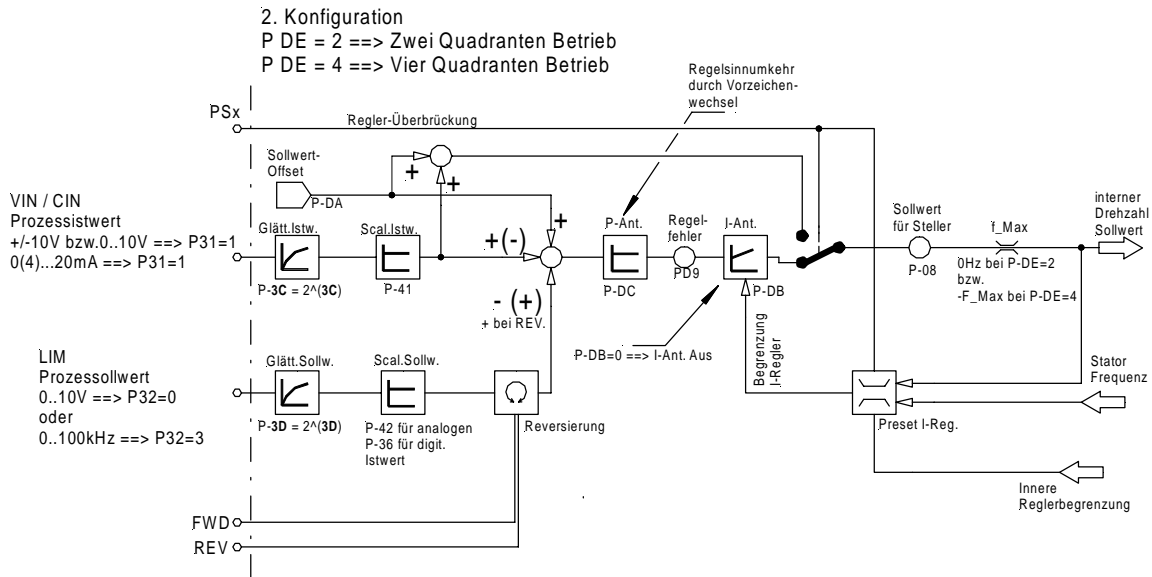 2. Konfiguration
P DE = 2 ==> Zwei Quadranten Betrieb
P DE = 4 ==> Vier Quadranten Betrieb
Regelsinnumkehr
durch Vorzeichen-
wechsel
PSx
Regler-Überbrückung
Sollwert-
Offset
P-DA
+
+
+
VIN / CIN
Prozessistwert
+/-10V bzw.0..10V ==> P31=1
0(4)...20mA ==> P31=1
Glätt.Istw.
P-3C = 2^(3C)
Scal.Istw.
P-41
+(-)
- (+)
+ bei REV.
P-Ant.
P-DC
Regel-
fehler
PD9
I-Ant.
P-DB
P-DB=0 ==> I-Ant. Aus
Begrenzung
I-Regler
Sollwert
für Steller
P-08
f_Max
0Hz bei P-DE=2
bzw.
-F_Max bei P-DE=4
interner
Drehzahl
Sollwert
LIM
Prozessollwert
0..10V ==> P32=0
oder
0..100kHz ==> P32=3
Glätt.Sollw.
P-3D = 2^(3D)
Scal.Sollw.
P-42 für analogen
P-36 für digit.
Istwert
Reversierung
Preset I-Reg.
Stator
Frequenz
Innere
Reglerbegrenzung
FWD
REV